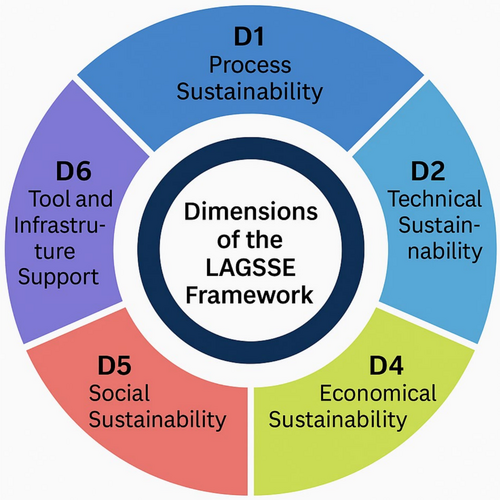 D1
Process
Sustainability
D2
Technical
Sustain-
nability
D4
Economical
Sustainability
D5
Social
Sustainability
D6
Tool and
Infrastru-
ture
Support
Dimensions
of the
LAGSSE
Framework